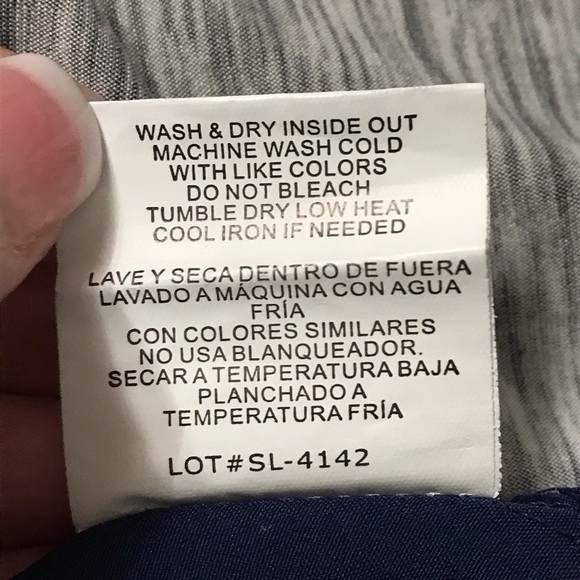 WASH & DRY INSIDE OUT
MACHINE WASH COLD
WITH LIKE COLORS
DO NOT BLEACH
TUMBLE DRY LOW HEAT
COOL IRON IF NEEDED
LAVE Y SECA DENTRO DE FUERA
LAVADO A MÁQUINA CON AGUA
FRÍA
CON COLORES SIMILARES
NO USA BLANQUEADOR.
SECAR A TEMPERATURA BAJA
PLANCHADO A
TEMPERATURA FRÍA
LOT#SL-4142